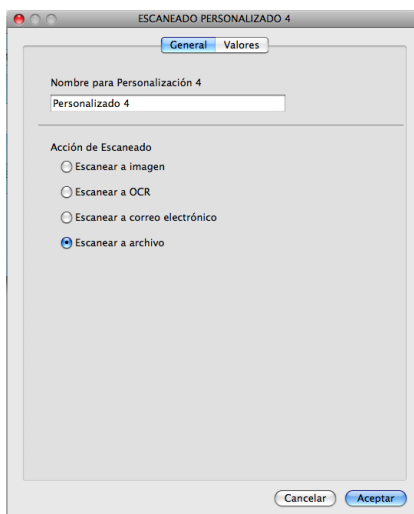 ESCANEADO PERSONALIZADO 4
General Valores
Nombre para Personalización 4
Personalizado 4
Acción de Escaneado
Escanear a imagen
Escanear a OCR
Escanear a correo electrónico
Escanear a archivo
Cancelar Aceptar